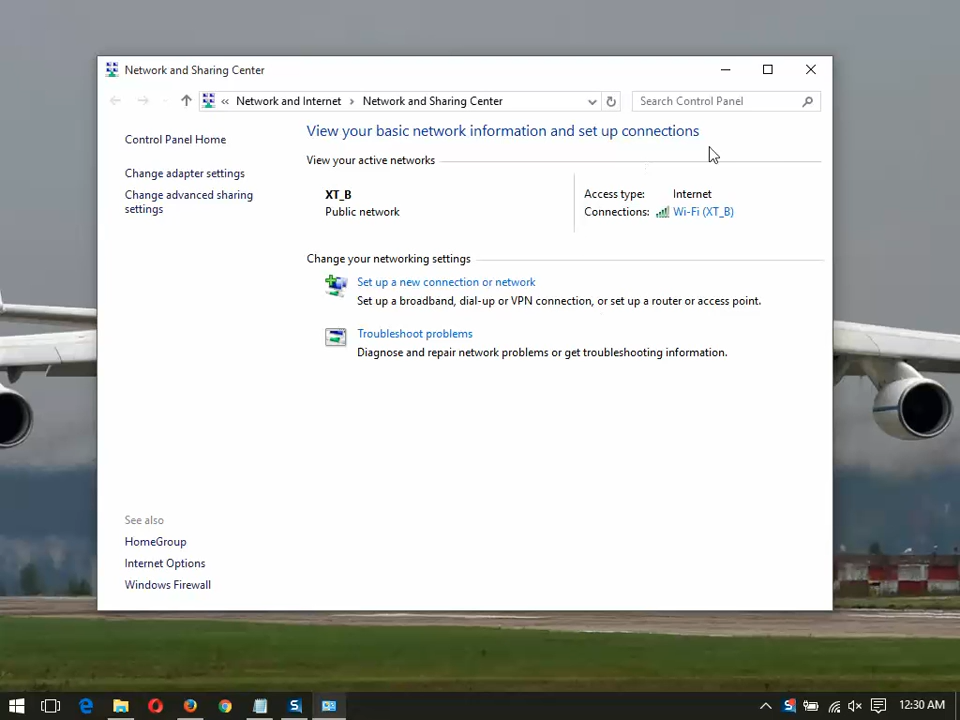 Network and Sharing Center
« Network and Internet › Network and Sharing Center
Search Control Panel
Control Panel Home
Change adapter settings
Change advanced sharing
settings
View your basic network information and set up connections
View your active networks
XT_B
Public network
Access type: Internet
Connections: Wi-Fi (XT_B)
Change your networking settings
Set up a new connection or network
Set up a broadband, dial-up or VPN connection, or set up a router or access point.
Troubleshoot problems
Diagnose and repair network problems or get troubleshooting information.
See also
HomeGroup
Internet Options
Windows Firewall
12:30 AM